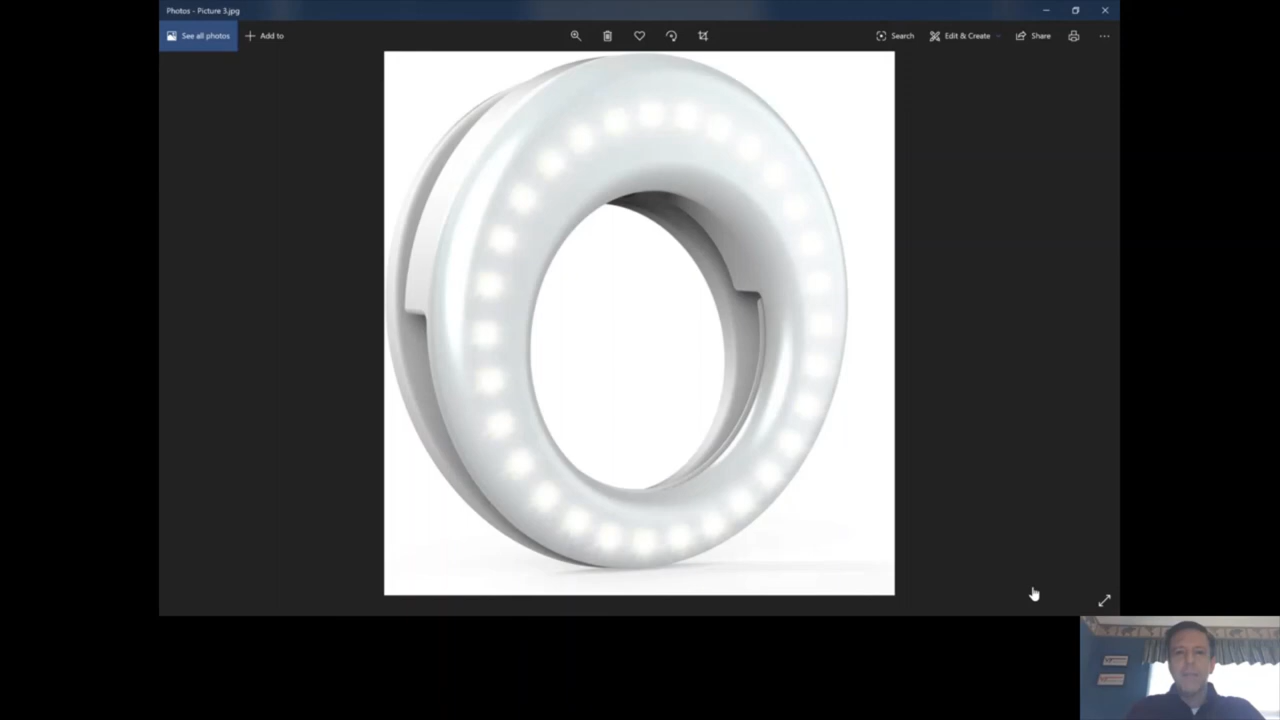 Photos - Picture 3.jpg
See all photos
Add to
Search
Edit & Create
Share